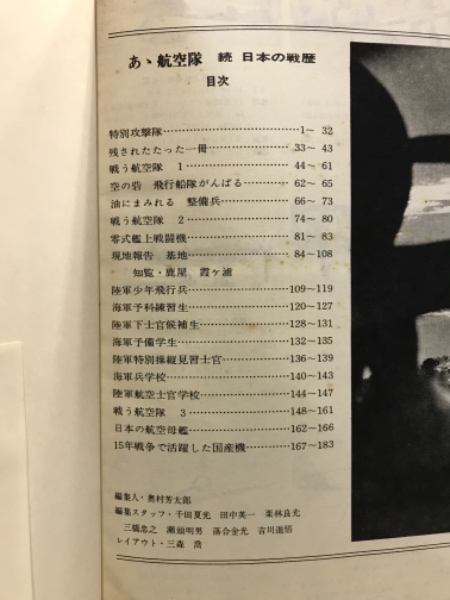 あゝ航空隊 続 日本の戦歴
目次
特別攻撃隊………………………1～ 32
残されたたった一冊………………33～ 43
戦う航空隊 1………………………44～ 61
空の砦 飛行船隊がんばる…………62～ 65
油にまみれる 整備兵………………66～ 73
戦う航空隊 2………………………74～ 80
零式艦上戦闘機……………………81～ 83
現地報告 基地……………………84～108
知覧・鹿屋 霞ヶ浦
陸軍少年飛行兵…………………109～119
海軍予科練習生…………………120～127
陸軍下士官候補生………………128～131
海軍予備学生……………………132～135
陸軍特別操縦見習士官…………136～139
海軍兵学校………………………140～143
陸軍航空士官学校………………144～147
戦う航空隊 3……………………148～161
日本の航空母艦…………………162～166
15年戦争で活躍した国産機………167～183
編集人・奥村芳太郎
編集スタッフ・千田夏光 田中英一 栗林良光
三橋忠之 瀬頭明男 落合金光 吉川進悟
レイアウト・三森 喬